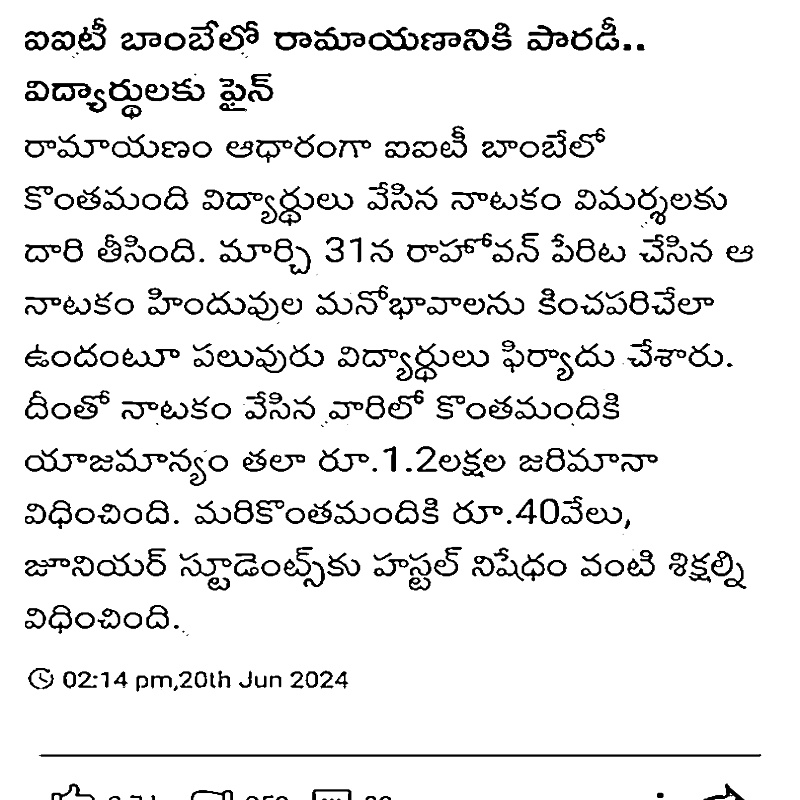 ఐఐటీ బాంబేలో రామాయణానికి పారడీ..
విద్యార్థులకు ఫైన్
రామాయణం ఆధారంగా ఐఐటీ బాంబేలో
కొంతమంది విద్యార్థులు వేసిన నాటకం విమర్శలకు
దారి తీసింది. మార్చి 31న రాహోవన్ పేరిట చేసిన ఆ
నాటకం హిందువుల మనోభావాలను కించపరిచేలా
ఉందంటూ పలువురు విద్యార్థులు ఫిర్యాదు చేశారు.
దీంతో నాటకం వేసిన వారిలో కొంతమందికి
యాజమాన్యం తలా రూ.1.2లక్షల జరిమానా
విధించింది. మరికొంతమందికి రూ.40వేలు,
జూనియర్ స్టూడెంట్స్‌కు హస్టల్ నిషేధం వంటి శిక్షల్ని
విధించింది.
02:14 pm,20th Jun 2024